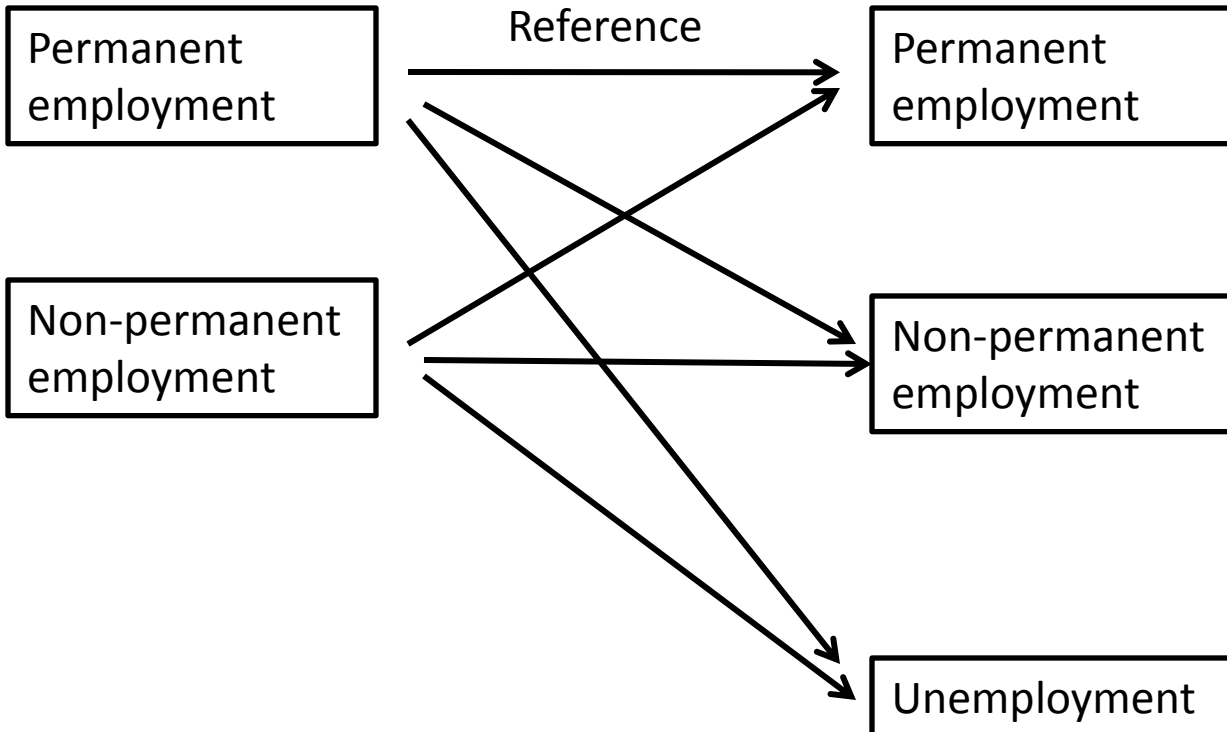 Reference
Permanent
employment
Permanent
employment
Non-permanent
employment
Non-permanent
employment
Unemployment